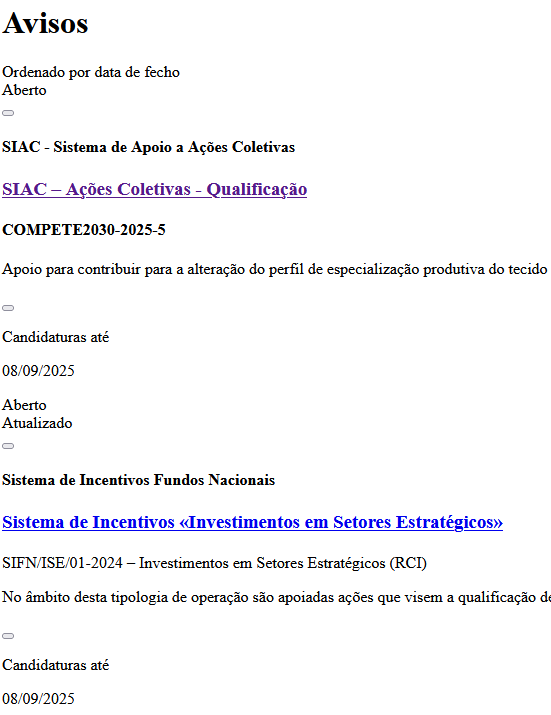 Avisos
Ordenado por data de fecho
Aberto
SIAC - Sistema de Apoio a Ações Coletivas
SIAC – Ações Coletivas - Qualificação
COMPETE2030-2025-5
Apoio para contribuir para a alteração do perfil de especialização produtiva do tecido
Candidaturas até
08/09/2025
Aberto
Atualizado
Sistema de Incentivos Fundos Nacionais
Sistema de Incentivos «Investimentos em Setores Estratégicos»
SIFN/ISE/01-2024 – Investimentos em Setores Estratégicos (RCI)
No âmbito desta tipologia de operação são apoiadas ações que visem a qualificação de
Candidaturas até
08/09/2025